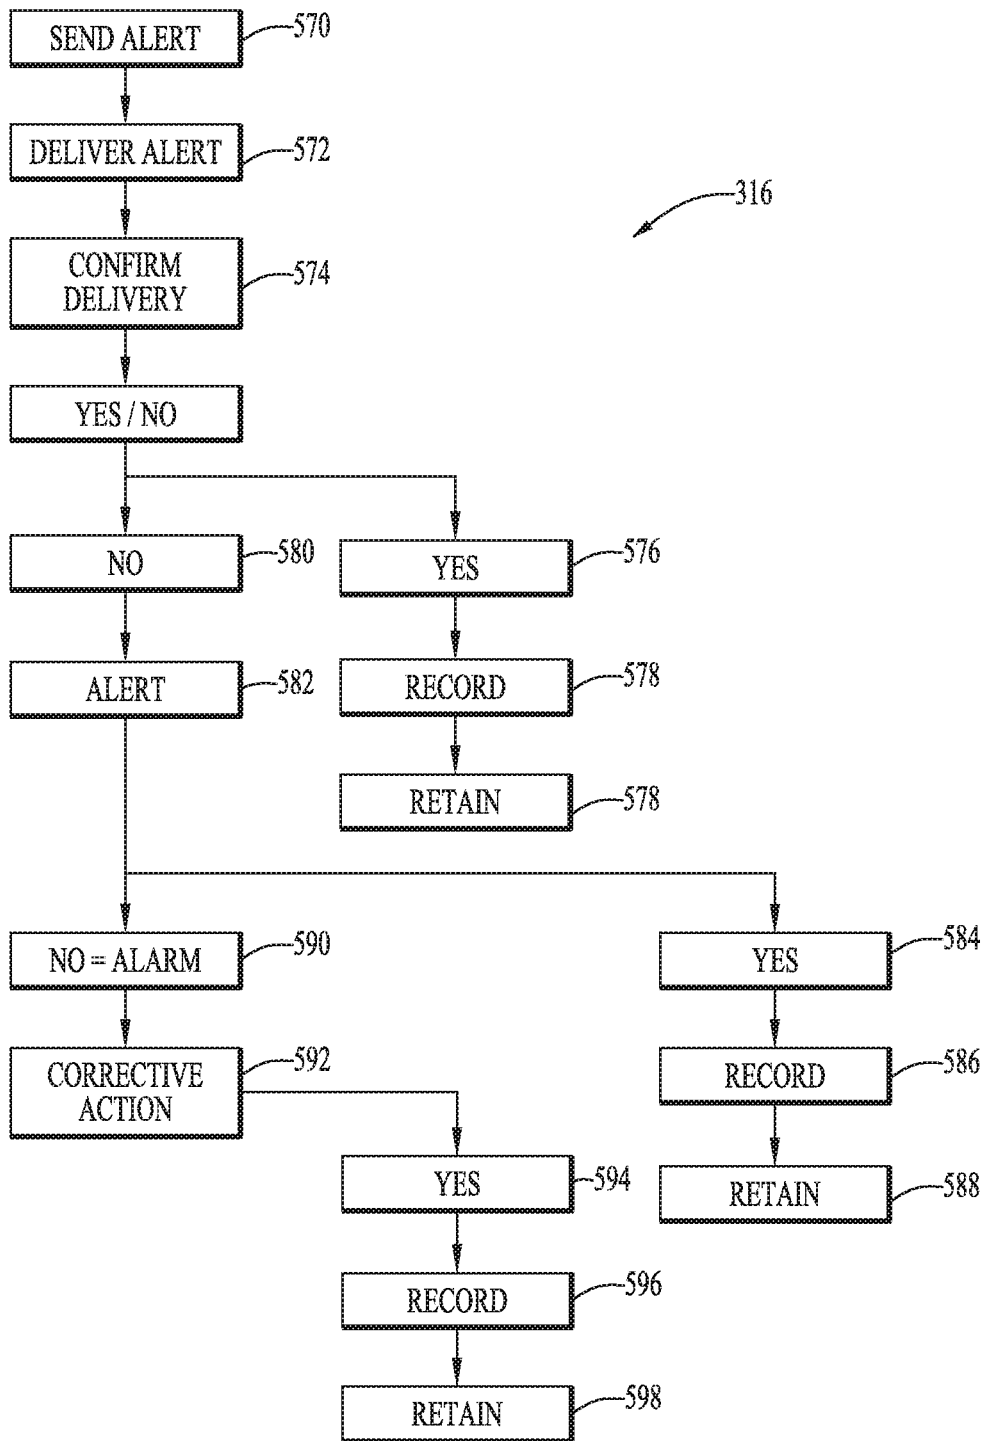 SEND ALERT
570
DELIVER ALERT
572
316
CONFIRM
DELIVERY
574
YES / NO
NO
580
YES
576
ALERT
582
RECORD
578
RETAIN
578
NO = ALARM
590
YES
584
CORRECTIVE
ACTION
592
RECORD
586
YES
594
RETAIN
588
RECORD
596
RETAIN
598